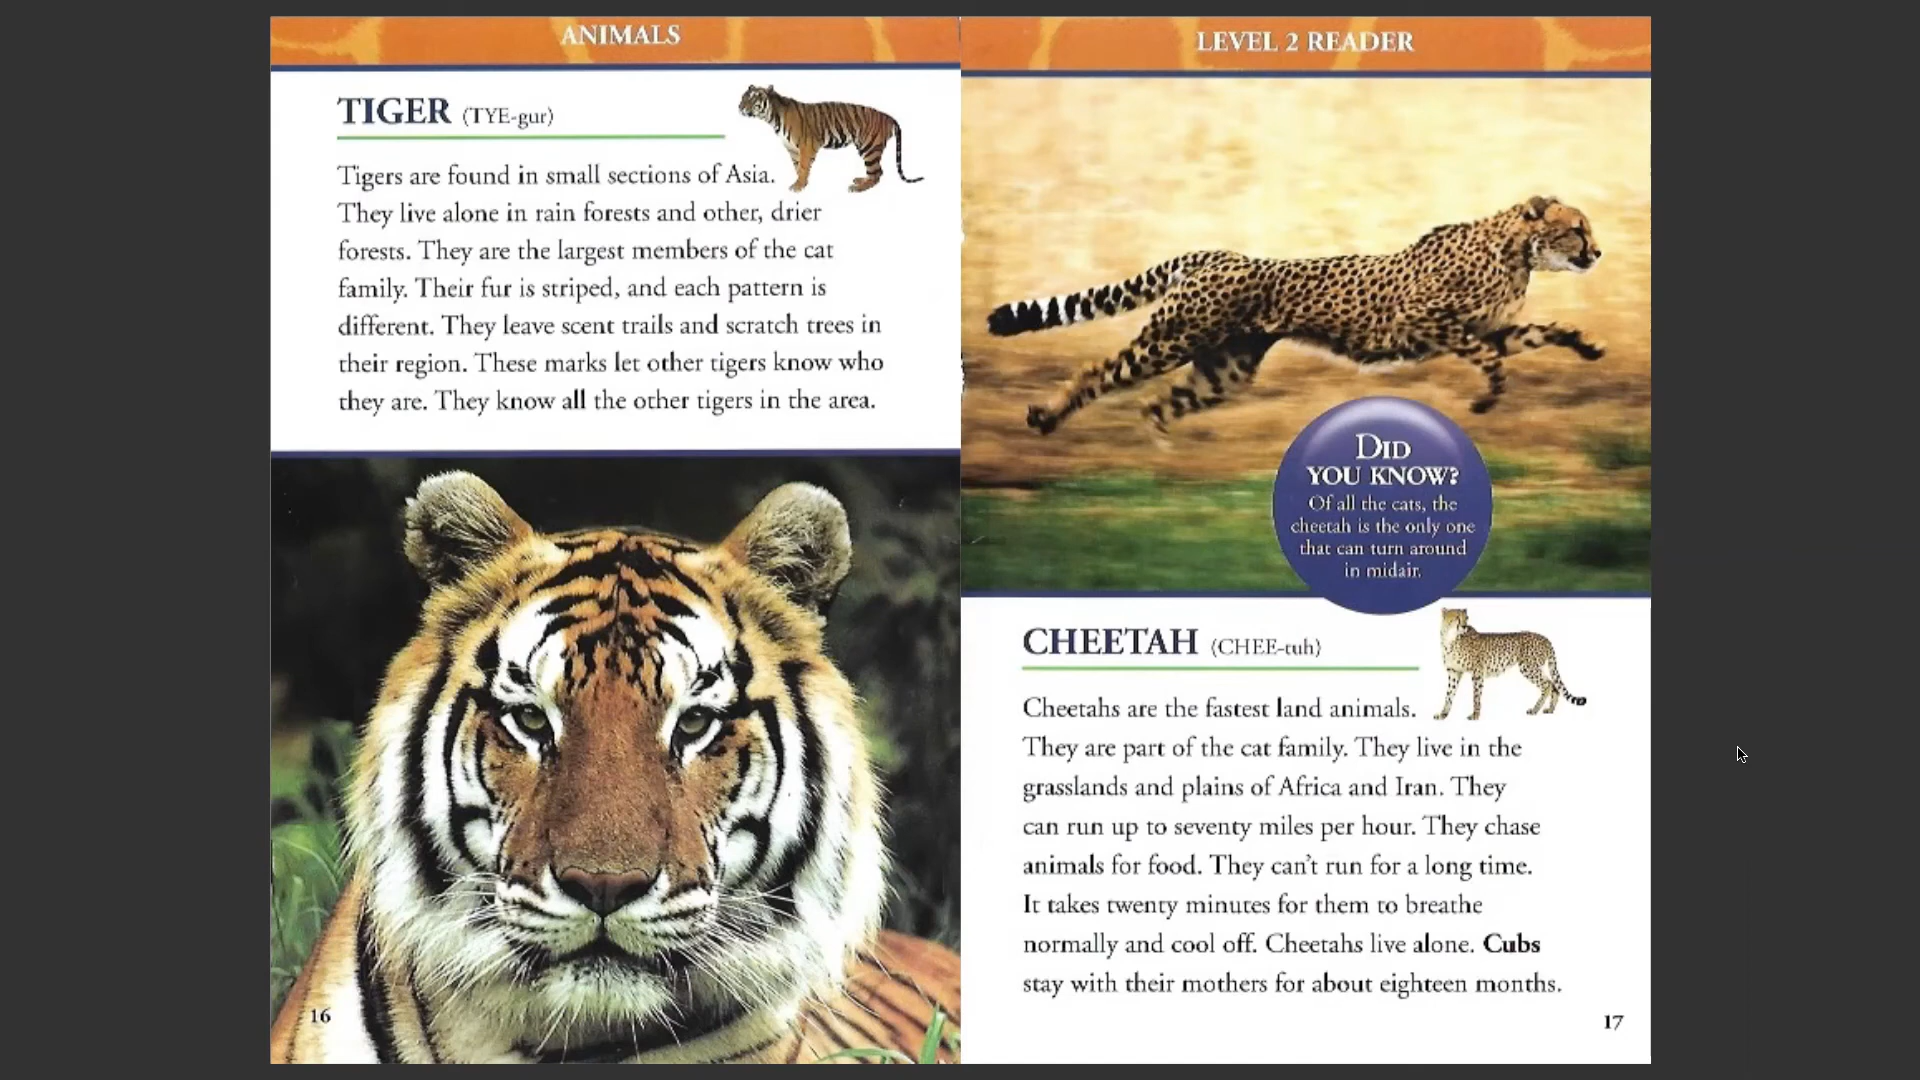 ANIMALS
TIGER (TYE-gur)
Tigers are found in small sections of Asia.
They live alone in rain forests and other, drier
forests. They are the largest members of the cat
family. Their fur is striped, and each pattern is
different. They leave scent trails and scratch trees in
their region. These marks let other tigers know who
they are. They know all the other tigers in the area.
16
LEVEL 2 READER
DID
YOU KNOW?
Of all the cats, the
cheetah is the only one
that can turn around
in midair.
CHEETAH (CHEE-tuh)
Cheetahs are the fastest land animals.
They are part of the cat family. They live in the
grasslands and plains of Africa and Iran. They
can run up to seventy miles per hour. They chase
animals for food. They can't run for a long time.
It takes twenty minutes for them to breathe
normally and cool off. Cheetahs live alone. Cubs
stay with their mothers for about eighteen months.
17